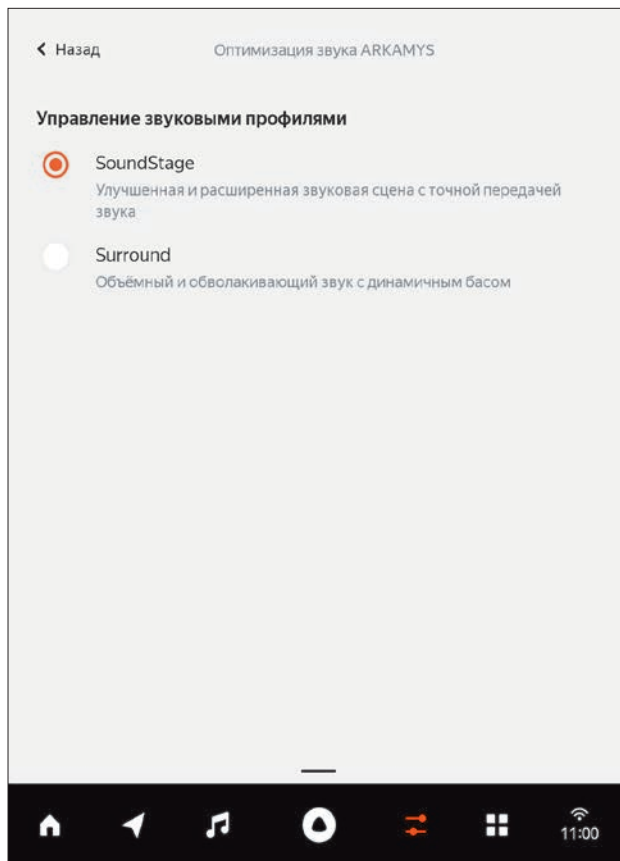 Назад
Оптимизация звука ARKAMYS
Управление звуковыми профилями
SoundStage
Улучшенная и расширенная звуковая сцена с точной передачей
звука
Surround
Объёмный и обволакивающий звук с динамичным басом
11:00